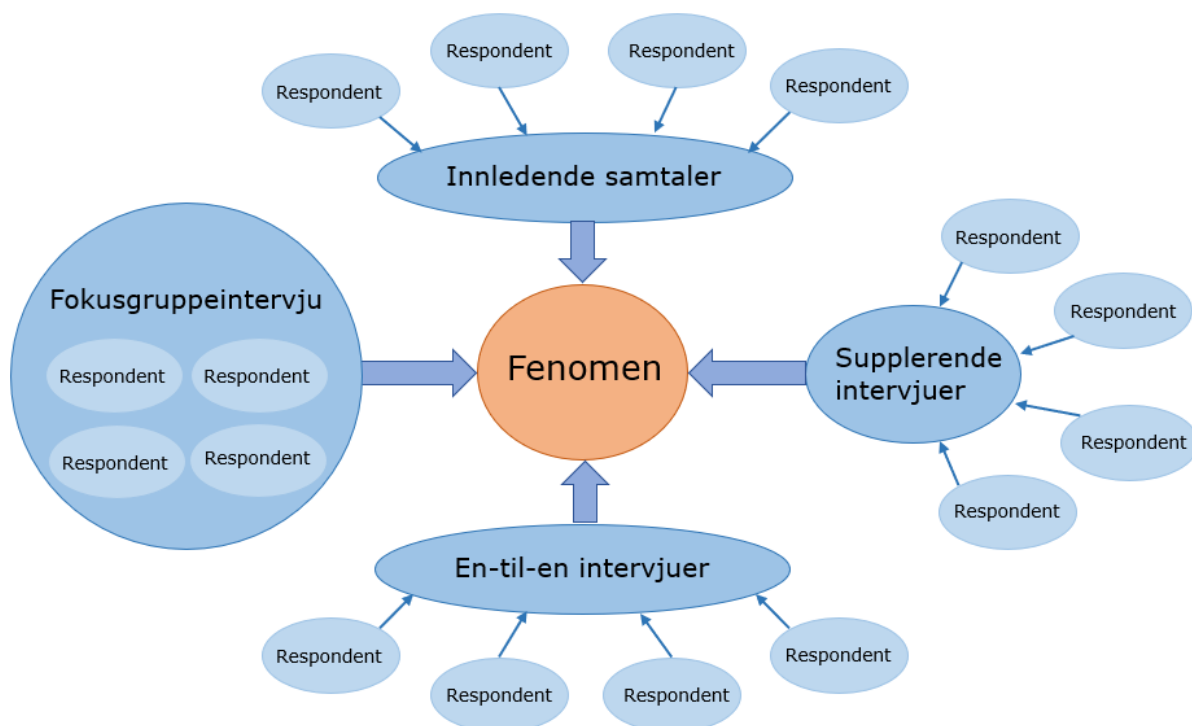 Respondent
Respondent
Respondent
Respondent
Innledende samtaler
Fokusgruppeintervju
Respondent
Respondent
Respondent
Respondent
Fenomen
Supplerende
intervjuer
Respondent
Respondent
Respondent
Respondent
En-til-en intervjuer
Respondent
Respondent
Respondent
Respondent